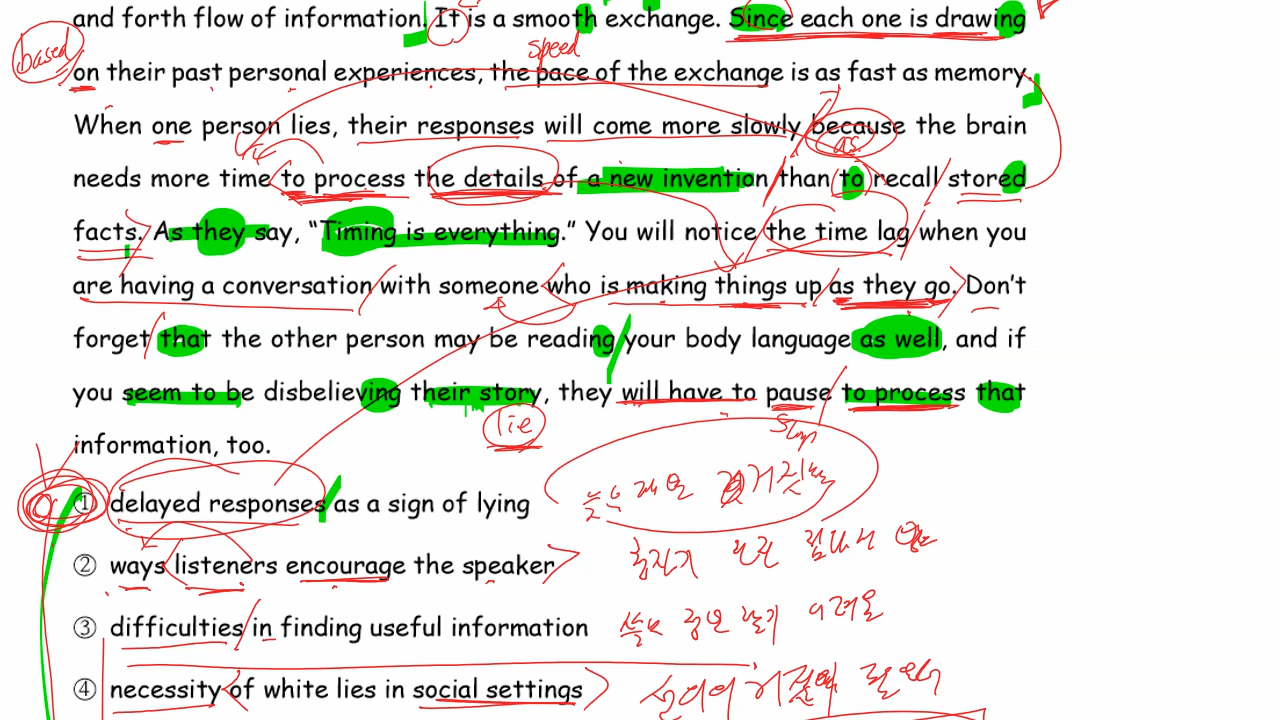 and forth flow of information. It is a smooth exchange. Since each one is drawing
based
speed
on their past personal experiences, the pace of the exchange is as fast as memory.
When one person lies, their responses will come more slowly because the brain
as
needs more time to process the details of a new invention than to recall stored
facts. As they say, “Timing is everything.” You will notice the time lag when you
are having a conversation with someone who is making things up as they go. Don’t
forget that the other person may be reading your body language as well, and if
you seem to be disbelieving their story, they will have to pause to process that
lie
information, too.
① delayed responses as a sign of lying
② ways listeners encourage the speaker
③ difficulties in finding useful information
④ necessity of white lies in social settings